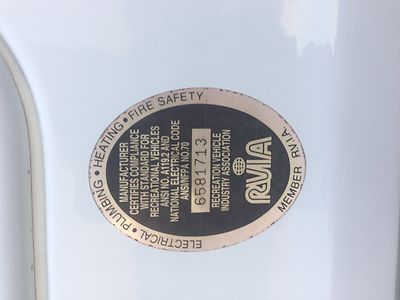 ELECTRICAL • PLUMBING • HEATING • FIRE SAFETY
MANUFACTURER
CERTIFIES COMPLIANCE
WITH STANDARD FOR
RECREATIONAL VEHICLES
ANSI NO. A119.2 AND
NATIONAL ELECTRICAL CODE
ANSI/NFPA NO.70
6581713
RECREATION VEHICLE
INDUSTRY ASSOCIATION
RVIA
MEMBER RVIA